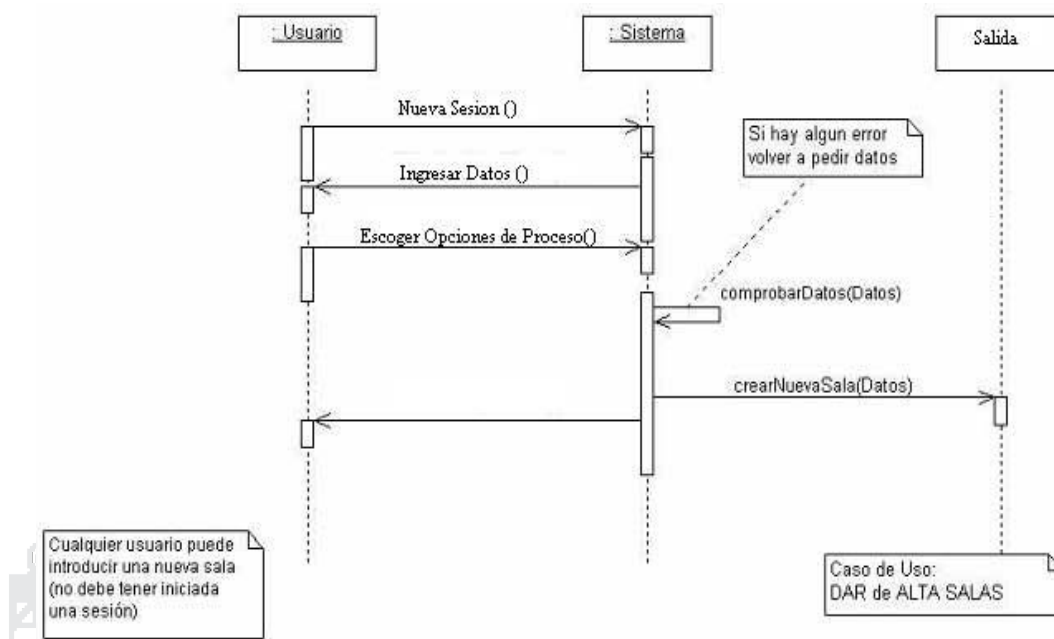 : Usuario
: Sistema
Salida
Nueva Sesion ()
Si hay algun error
volver a pedir datos
Ingresar Datos ()
Escoger Opciones de Proceso()
comprobarDatos(Datos)
crearNuevaSala(Datos)
Cualquier usuario puede
introducir una nueva sala
(no debe tener iniciada
una sesión)
Caso de Uso:
DAR de ALTA SALAS